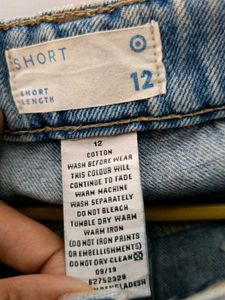 SHORT
SHORT
LENGTH
12
12
COTTON
WASH BEFORE WEAR
THIS COLOUR WILL
CONTINUE TO FADE
WARM MACHINE
WASH SEPARATELY
DO NOT BLEACH
TUMBLE DRY WARM
WARM IRON
(DO NOT IRON PRINTS
OR EMBELLISHMENTS)
DO NOT DRY CLEAN
09/19
62752329
BANGLADESH